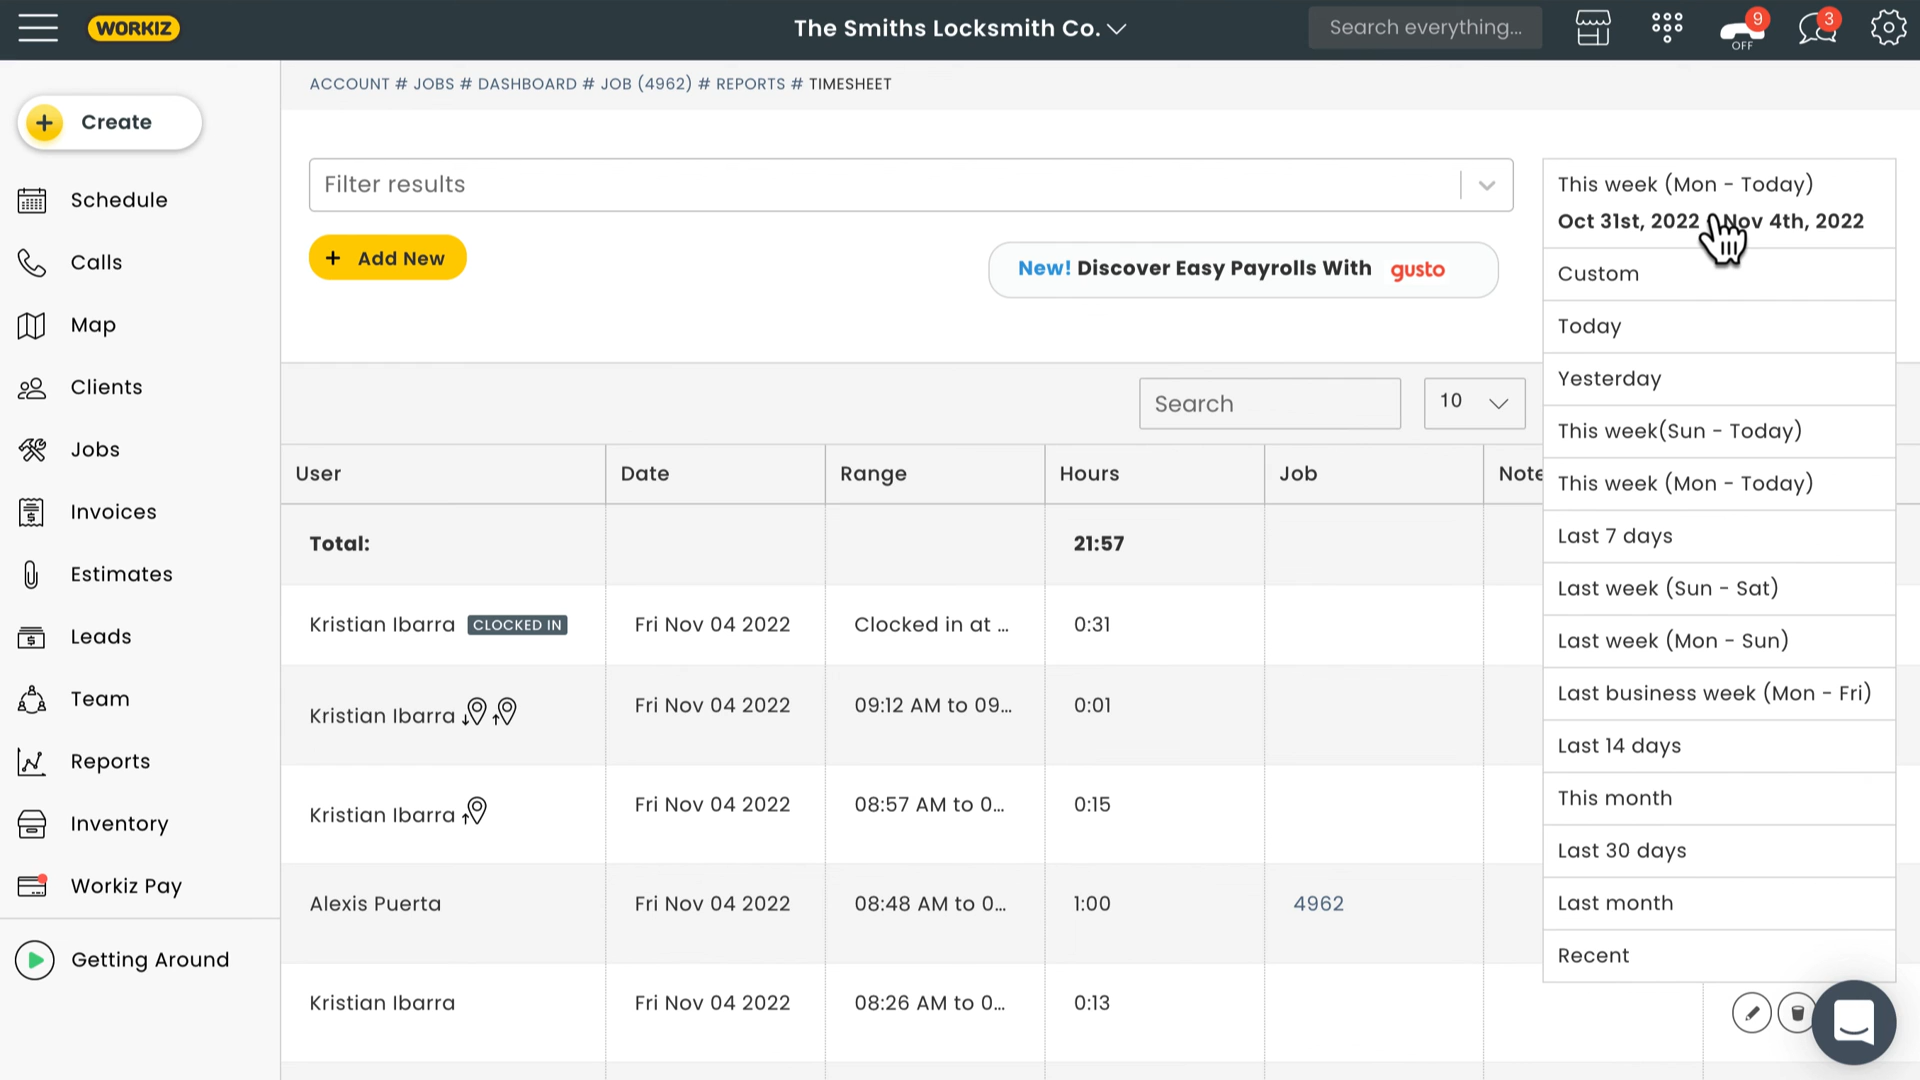 WORKIZ
The Smiths Locksmith Co.
Search everything...
OFF
9
3
ACCOUNT # JOBS # DASHBOARD # JOB (4962) # REPORTS # TIMESHEET
+ Create
Schedule
Calls
Map
Clients
Jobs
Invoices
Estimates
Leads
Team
Reports
Inventory
Workiz Pay
Getting Around
Filter results
+ Add New
New! Discover Easy Payrolls With gusto
This week (Mon - Today)
Oct 31st, 2022 Nov 4th, 2022
Custom
Today
Yesterday
This week(Sun - Today)
This week (Mon - Today)
Last 7 days
Last week (Sun - Sat)
Last week (Mon - Sun)
Last business week (Mon - Fri)
Last 14 days
This month
Last 30 days
Last month
Recent
Search
10
User Date Range Hours Job Note
Total: 21:57
Kristian Ibarra CLOCKED IN Fri Nov 04 2022 Clocked in at ... 0:31
Kristian Ibarra Fri Nov 04 2022 09:12 AM to 09... 0:01
Kristian Ibarra Fri Nov 04 2022 08:57 AM to 0... 0:15
Alexis Puerta Fri Nov 04 2022 08:48 AM to 0... 1:00 4962
Kristian Ibarra Fri Nov 04 2022 08:26 AM to 0... 0:13